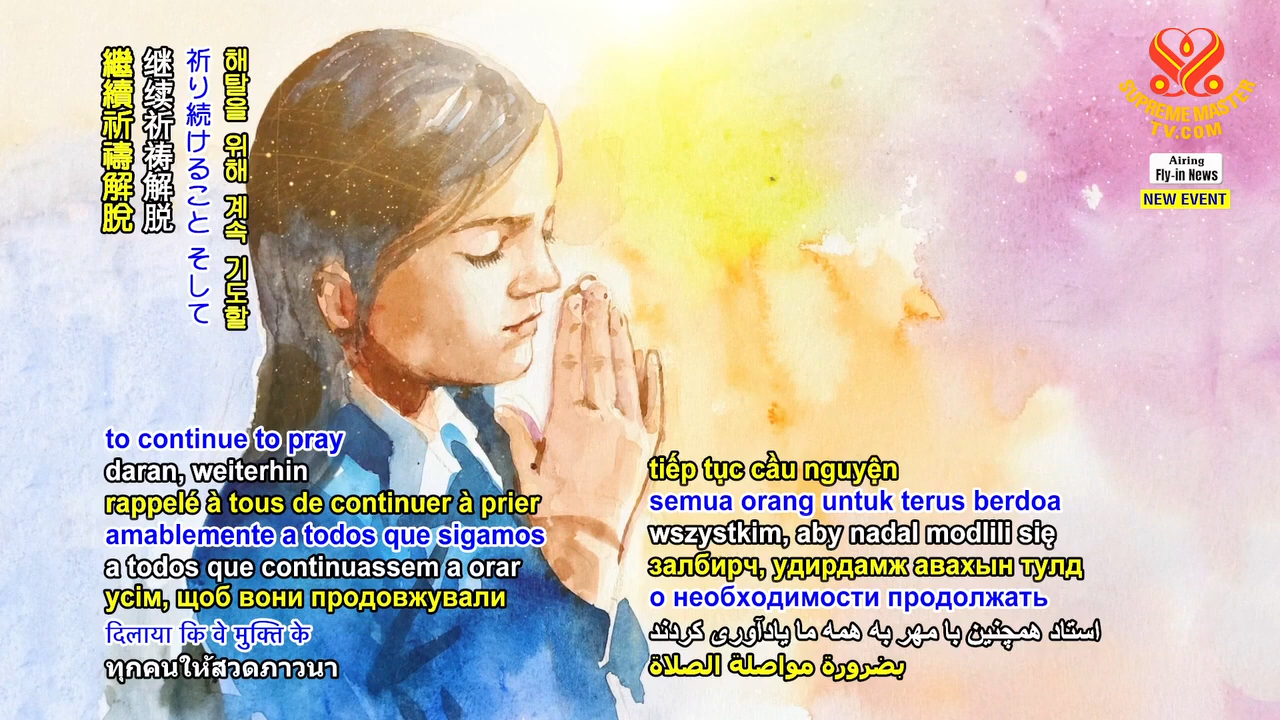 繼續祈禱解脫
继续祈祷解脱
祈り続けること そして
해탈을 위해 계속 기도할
SUPREME MASTER
TV.COM
Airing
Fly-in News
NEW EVENT
to continue to pray
daran, weiterhin
rappelé à tous de continuer à prier
amablemente a todos que sigamos
a todos que continuassem a orar
усім, щоб вони продовжували
दिलाया कि वे मुक्ति के
ทุกคนให้สวดภาวนา
tiếp tục cầu nguyện
semua orang untuk terus berdoa
wszystkim, aby nadal modlili się
залбирч, удирдамж авахын тулд
о необходимости продолжать
استاد همچنین با مهر به همه ما یادآوری کردند
بضرورة مواصلة الصلاة